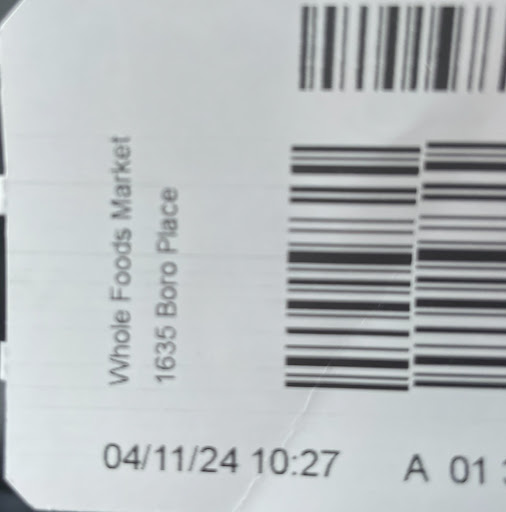 Whole Foods Market
1635 Boro Place
04/11/24 10:27 A 01